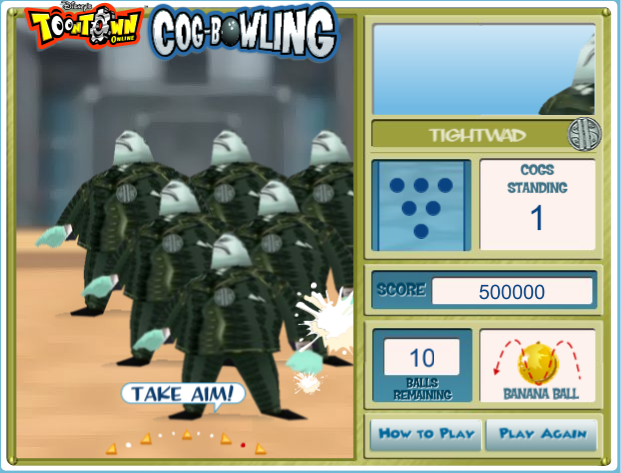 Disney's
TOONTOWN
ONLINE
COG-BOWLING
TIGHTWAD
COGS
STANDING
1
SCORE 500000
10
BALLS
REMAINING
BANANA BALL
TAKE AIM!
HOW TO PLAY
PLAY AGAIN